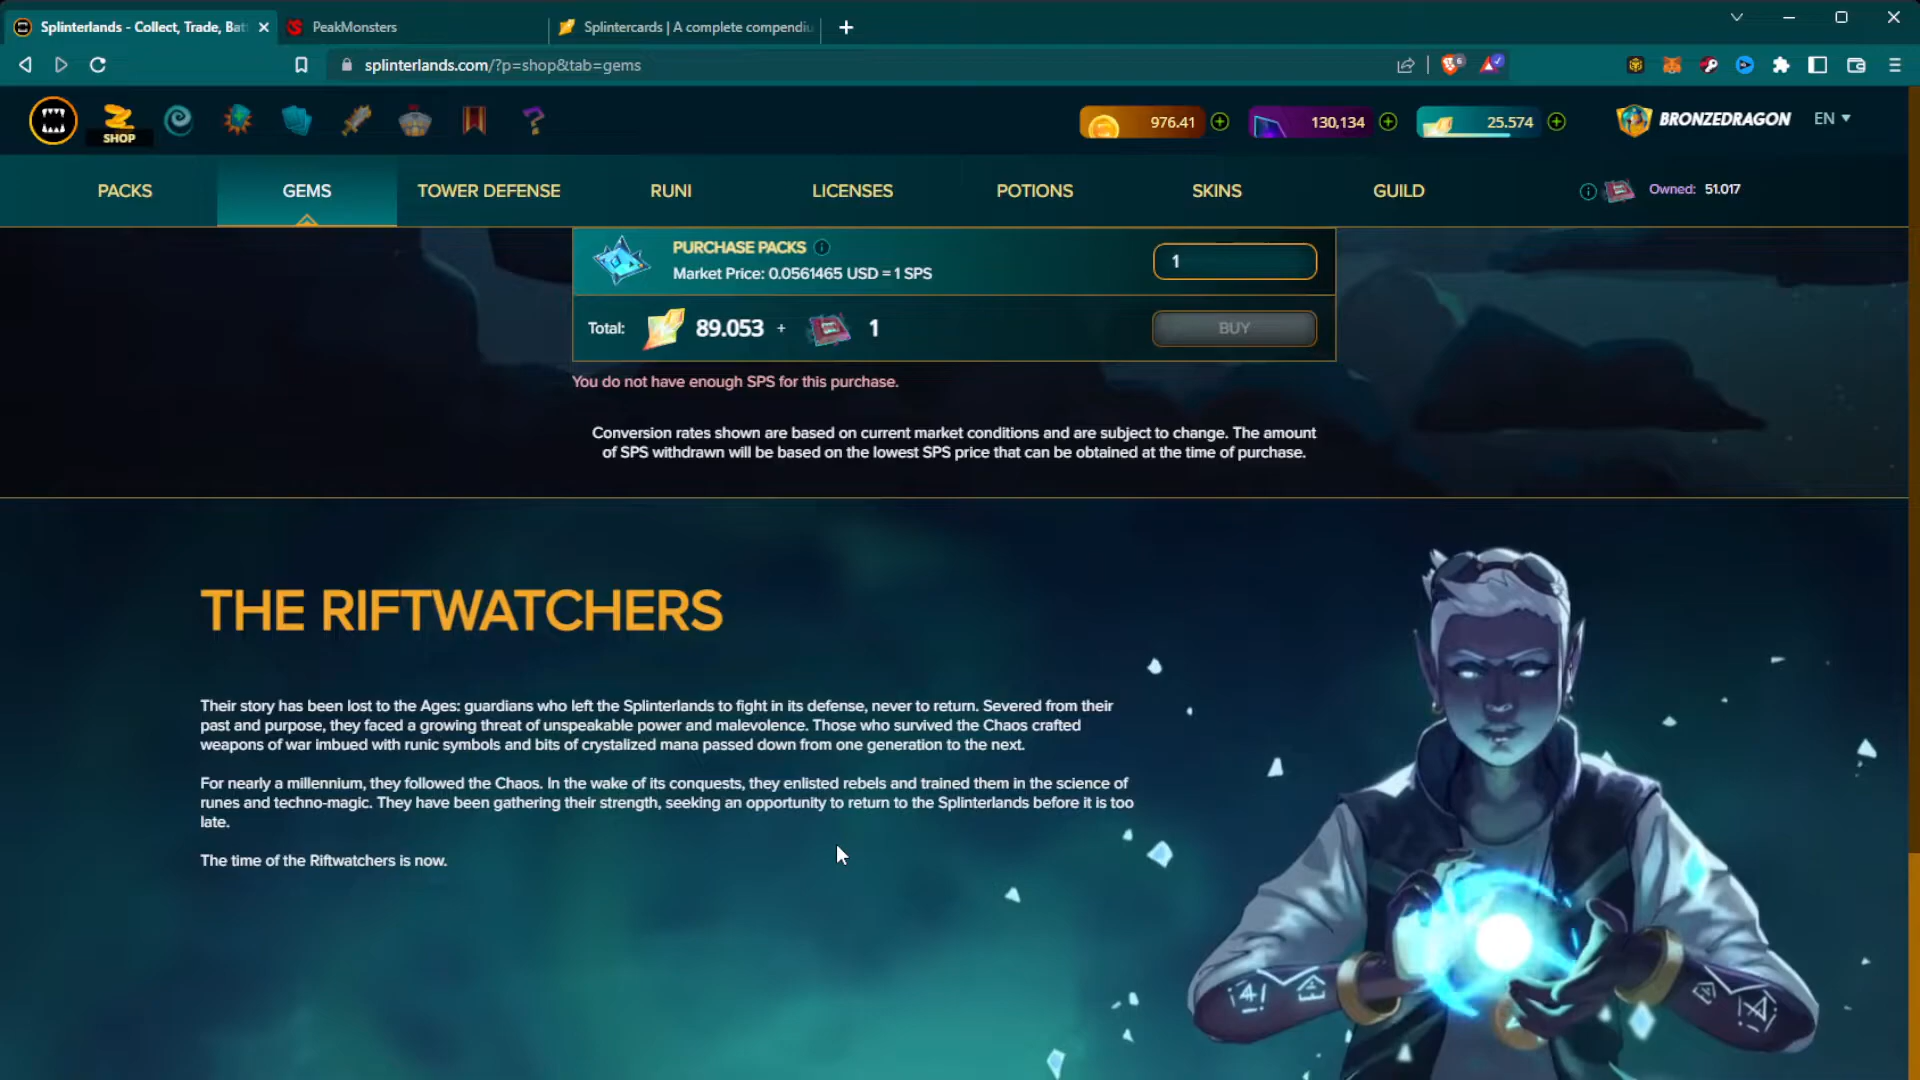 Splinterlands - Collect, Trade, Bat
PeakMonsters
Splintercards | A complete compendiu
splinterlands.com/?p=shop&tab=gems
6
SHOP
976.41
130,134
25.574
BRONZEDRAGON
EN
PACKS
GEMS
TOWER DEFENSE
RUNI
LICENSES
POTIONS
SKINS
GUILD
Owned: 51.017
PURCHASE PACKS
Market Price: 0.0561465 USD = 1 SPS
1
Total: 89.053 + 1
BUY
You do not have enough SPS for this purchase.
Conversion rates shown are based on current market conditions and are subject to change. The amount
of SPS withdrawn will be based on the lowest SPS price that can be obtained at the time of purchase.
THE RIFTWATCHERS
Their story has been lost to the Ages: guardians who left the Splinterlands to fight in its defense, never to return. Severed from their
past and purpose, they faced a growing threat of unspeakable power and malevolence. Those who survived the Chaos crafted
weapons of war imbued with runic symbols and bits of crystalized mana passed down from one generation to the next.
For nearly a millennium, they followed the Chaos. In the wake of its conquests, they enlisted rebels and trained them in the science of
runes and techno-magic. They have been gathering their strength, seeking an opportunity to return to the Splinterlands before it is too
late.
The time of the Riftwatchers is now.